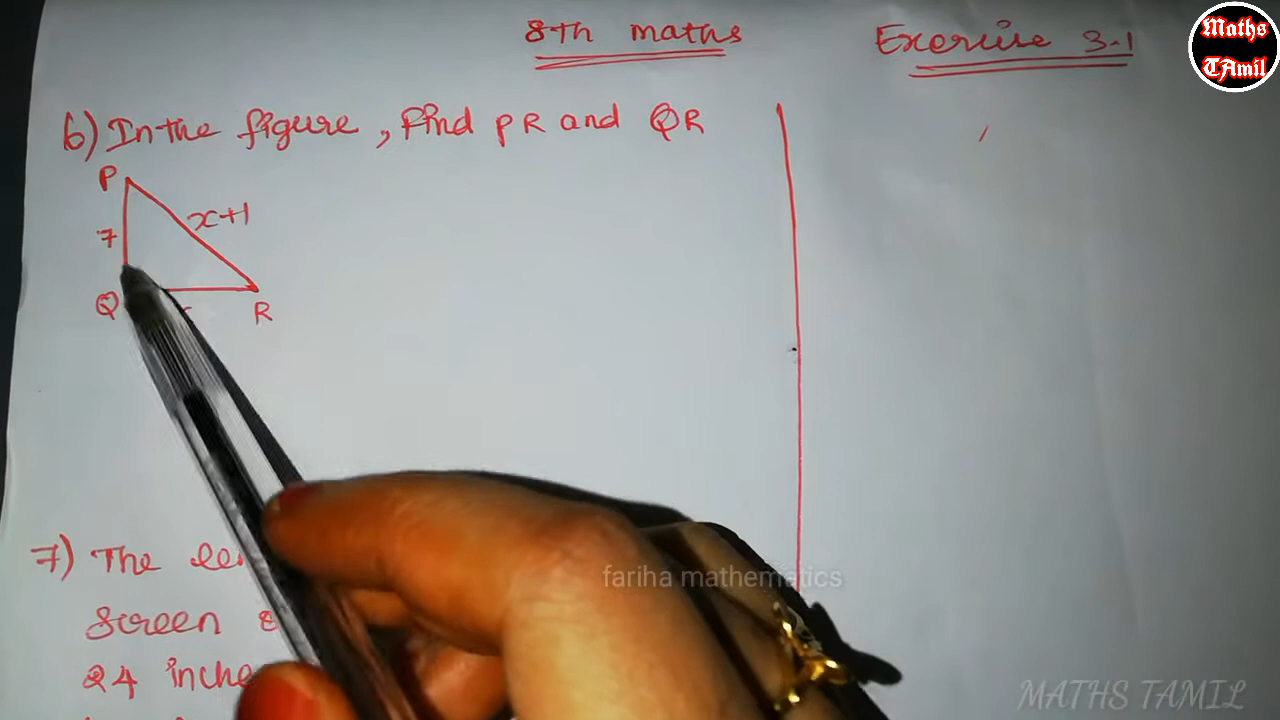 8th maths
Exercise 3.1
Maths
TAmil
6) In the figure, Find PR and QR
P
x+1
7
Q
R
7) The
Screen
24
fariha mathematics
MATHS TAMIL